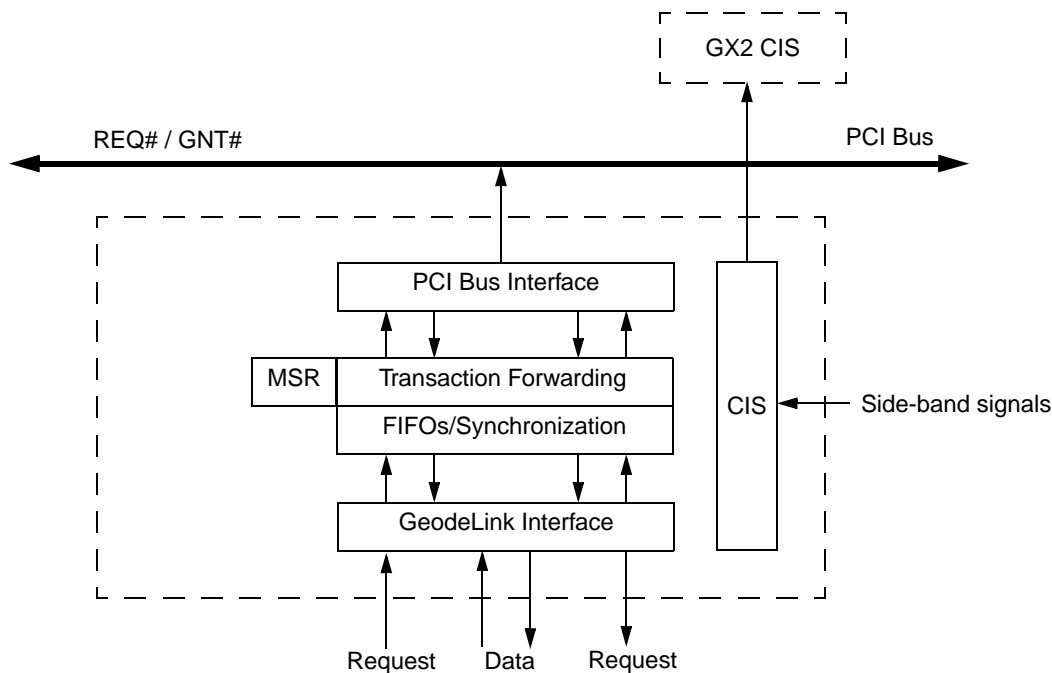 GX2 CIS
REQ# / GNT#
PCI Bus
PCI Bus Interface
MSR
Transaction Forwarding
CIS
Side-band signals
FIFOs/Synchronization
GeodeLink Interface
Request
Data
Request